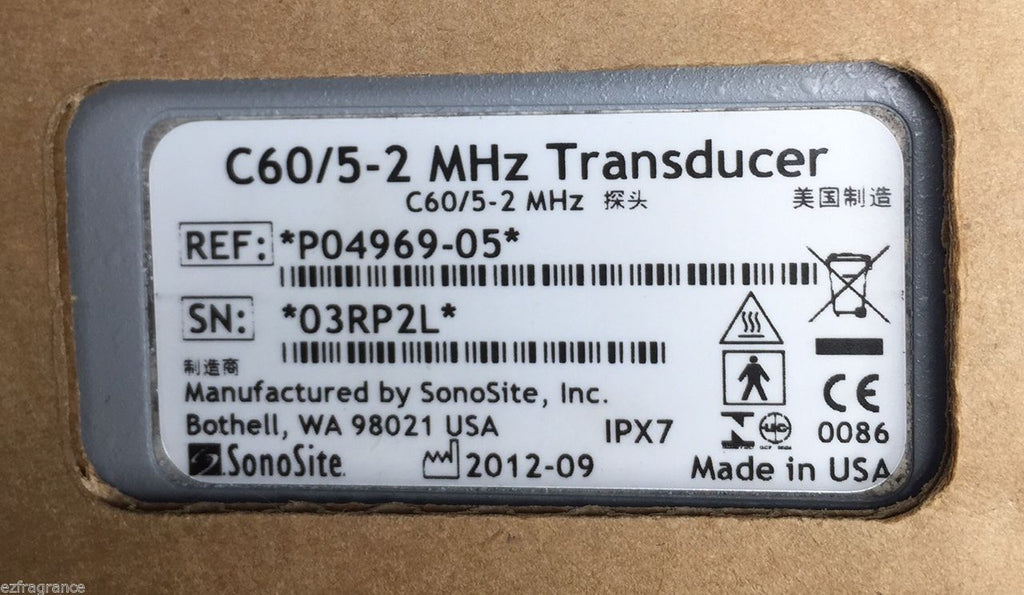 C60/5-2 MHz Transducer
C60/5-2 MHz 探头
美国制造
REF: *P04969-05*
SN: *03RP2L*
制造商
Manufactured by SonoSite, Inc.
Bothell, WA 98021 USA
IPX7
CE
0086
SonoSite
2012-09
Made in USA
ezfragrance